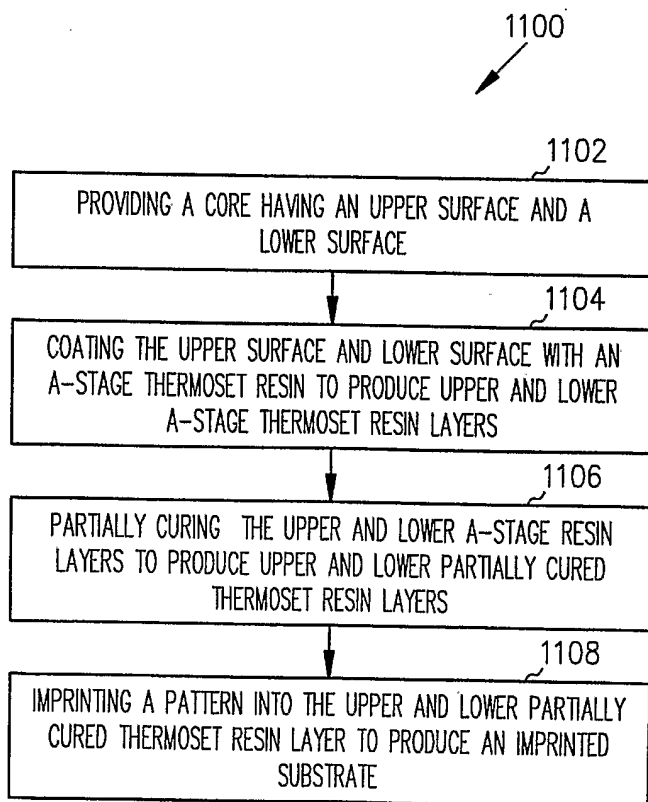 1100
1102
PROVIDING A CORE HAVING AN UPPER SURFACE AND A
LOWER SURFACE
1104
COATING THE UPPER SURFACE AND LOWER SURFACE WITH AN
A-STAGE THERMOSET RESIN TO PRODUCE UPPER AND LOWER
A-STAGE THERMOSET RESIN LAYERS
1106
PARTIALLY CURING THE UPPER AND LOWER A-STAGE RESIN
LAYERS TO PRODUCE UPPER AND LOWER PARTIALLY CURED
THERMOSET RESIN LAYERS
1108
IMPRINTING A PATTERN INTO THE UPPER AND LOWER PARTIALLY
CURED THERMOSET RESIN LAYER TO PRODUCE AN IMPRINTED
SUBSTRATE